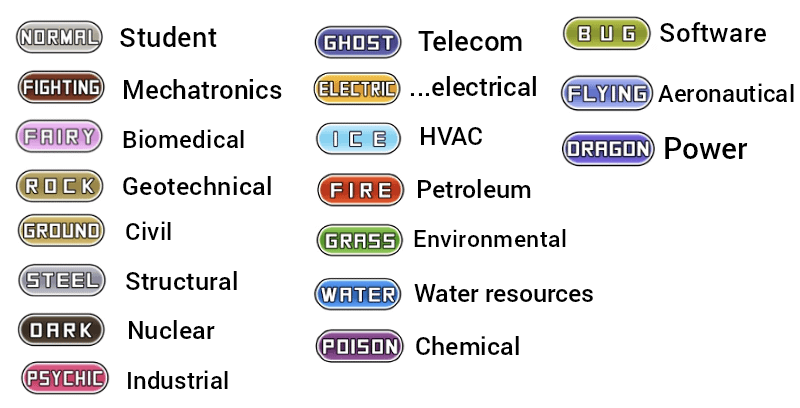 NORMAL Student
FIGHTING Mechatronics
FAIRY Biomedical
ROCK Geotechnical
GROUND Civil
STEEL Structural
DARK Nuclear
PSYCHIC Industrial
GHOST Telecom
ELECTRIC ...electrical
ICE HVAC
FIRE Petroleum
GRASS Environmental
WATER Water resources
POISON Chemical
BUG Software
FLYING Aeronautical
DRAGON Power